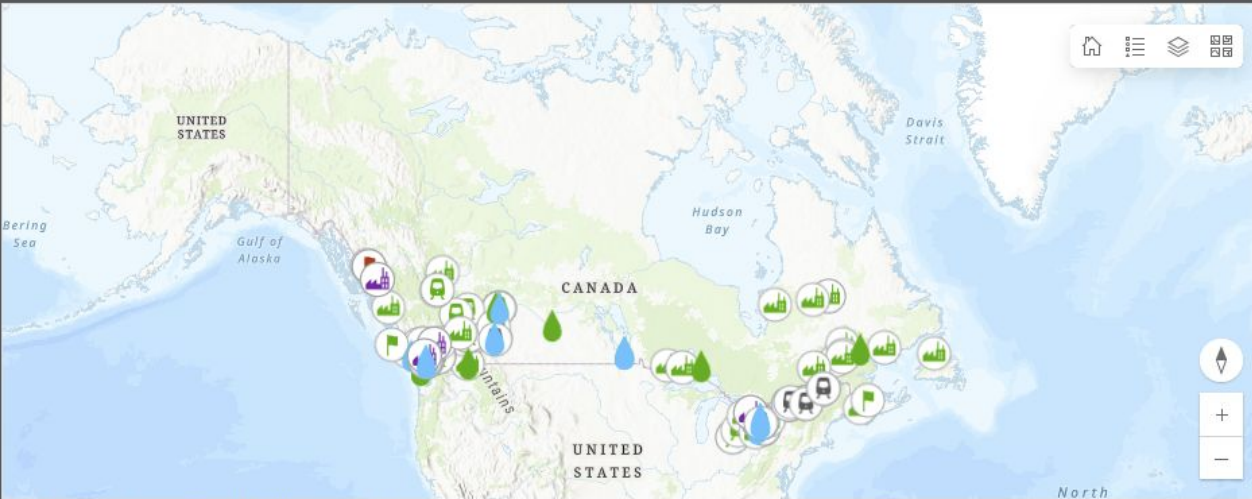 UNITED
STATES
Davis
Strait
Bering
Sea
Gulf of
Alaska
Hudson
Bay
CANADA
UNITED
STATES
North